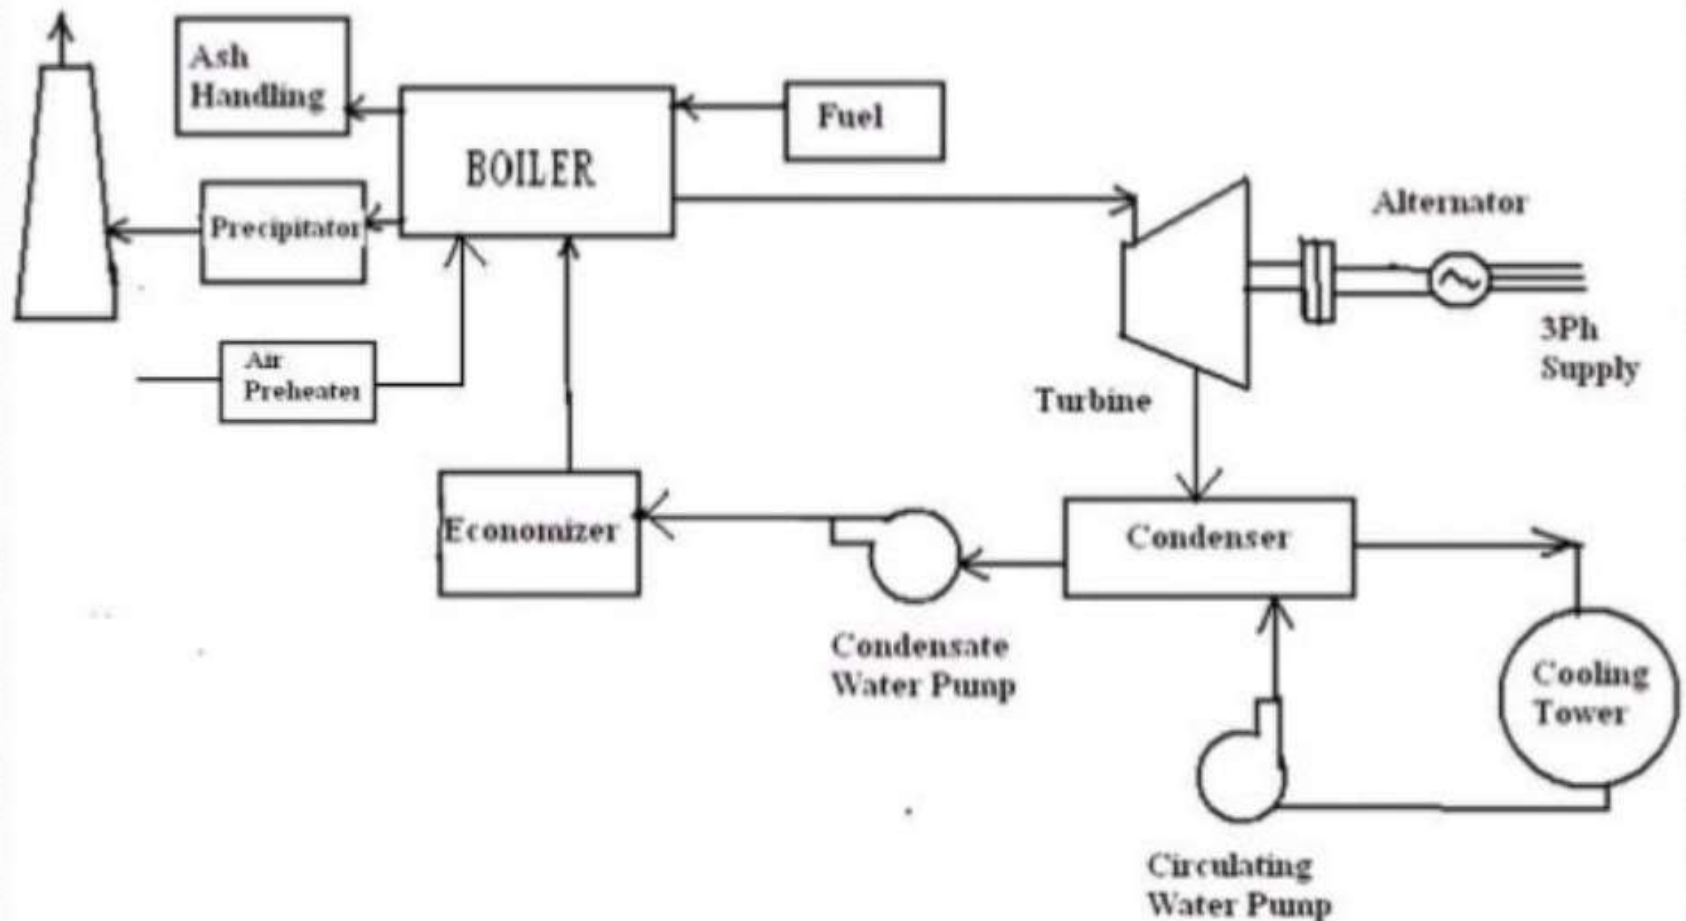 Ash
Handling
BOILER
Fuel
Precipitator
Alternator
3Ph
Supply
Air
Preheater
Turbine
Economizer
Condenser
Condensate
Water Pump
Cooling
Tower
Circulating
Water Pump